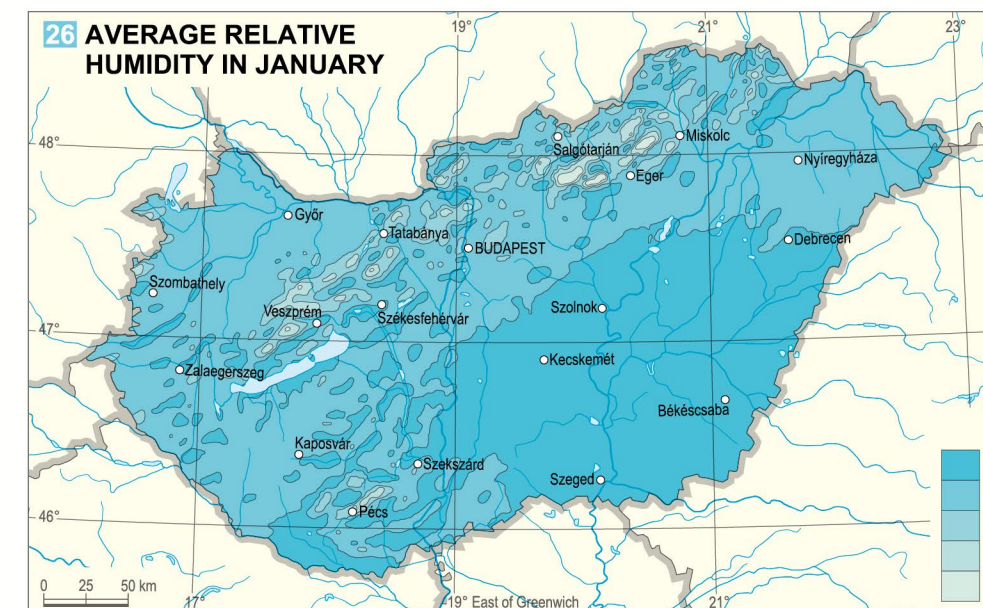 26 AVERAGE RELATIVE
HUMIDITY IN JANUARY
19°
21°
23°
48°
Salgótarján
Miskolc
Nyíregyháza
Eger
Győr
Tatabánya
BUDAPEST
Debrecen
Szombathely
Veszprém
Székesfehérvár
Szolnok
47°
Zalaegerszeg
Kecskemét
Békéscsaba
Kaposvár
Szekszárd
Szeged
46°
Pécs
0 25 50 km
17°
19° East of Greenwich
21°